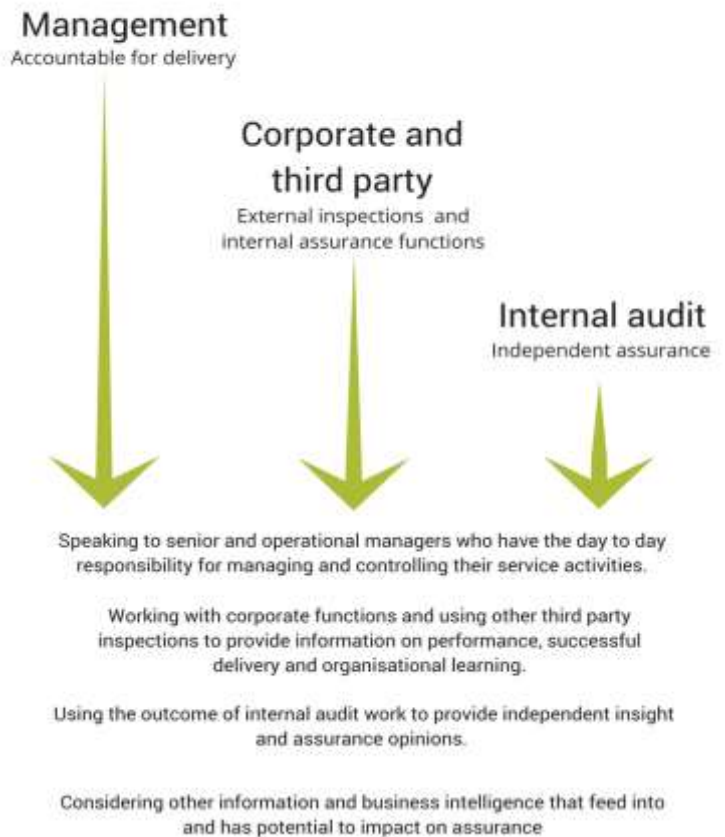 Management
Accountable for delivery
Corporate and
third party
External inspections and
internal assurance functions
Internal audit
Independent assurance
Speaking to senior and operational managers who have the day to day
responsibility for managing and controlling their service activities.
Working with corporate functions and using other third party
inspections to provide information on performance, successful
delivery and organisational learning.
Using the outcome of internal audit work to provide independent insight
and assurance opinions.
Considering other information and business intelligence that feed into
and has potential to impact on assurance